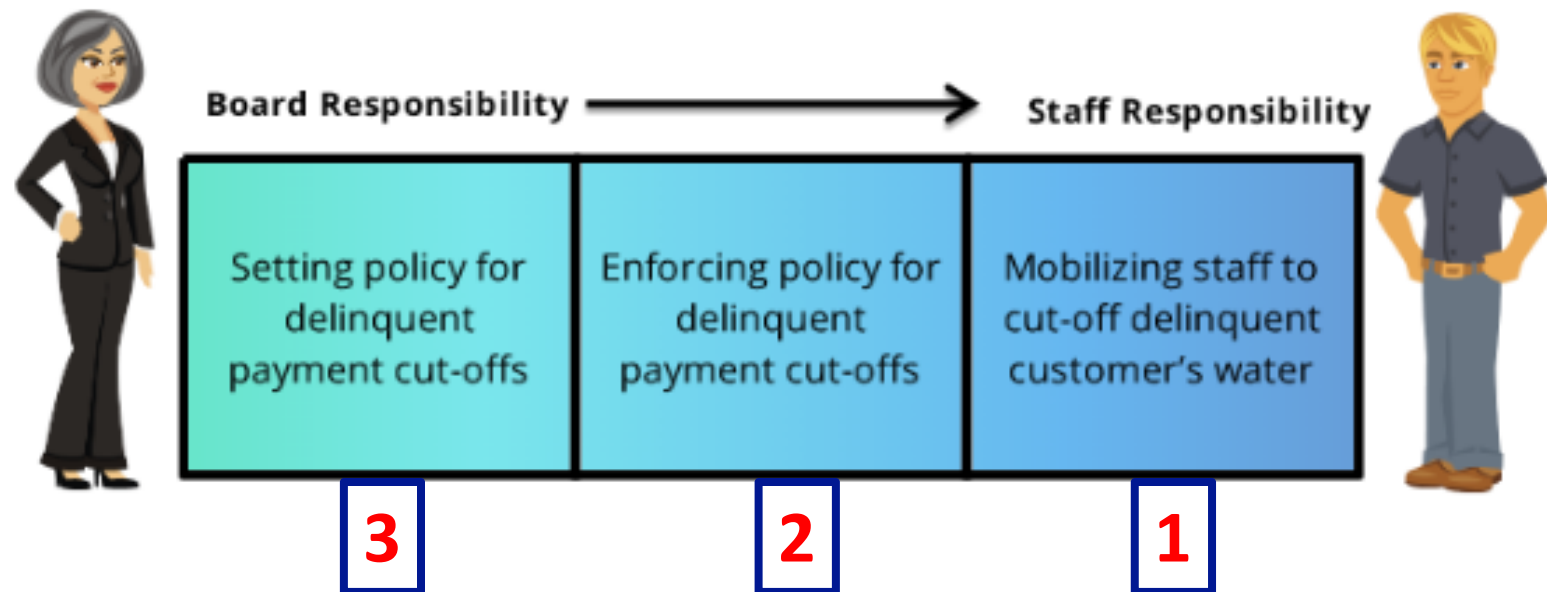 Board Responsibility
Staff Responsibility
Setting policy for
delinquent
payment cut-offs
Enforcing policy for
delinquent
payment cut-offs
Mobilizing staff to
cut-off delinquent
customer's water
3
2
1